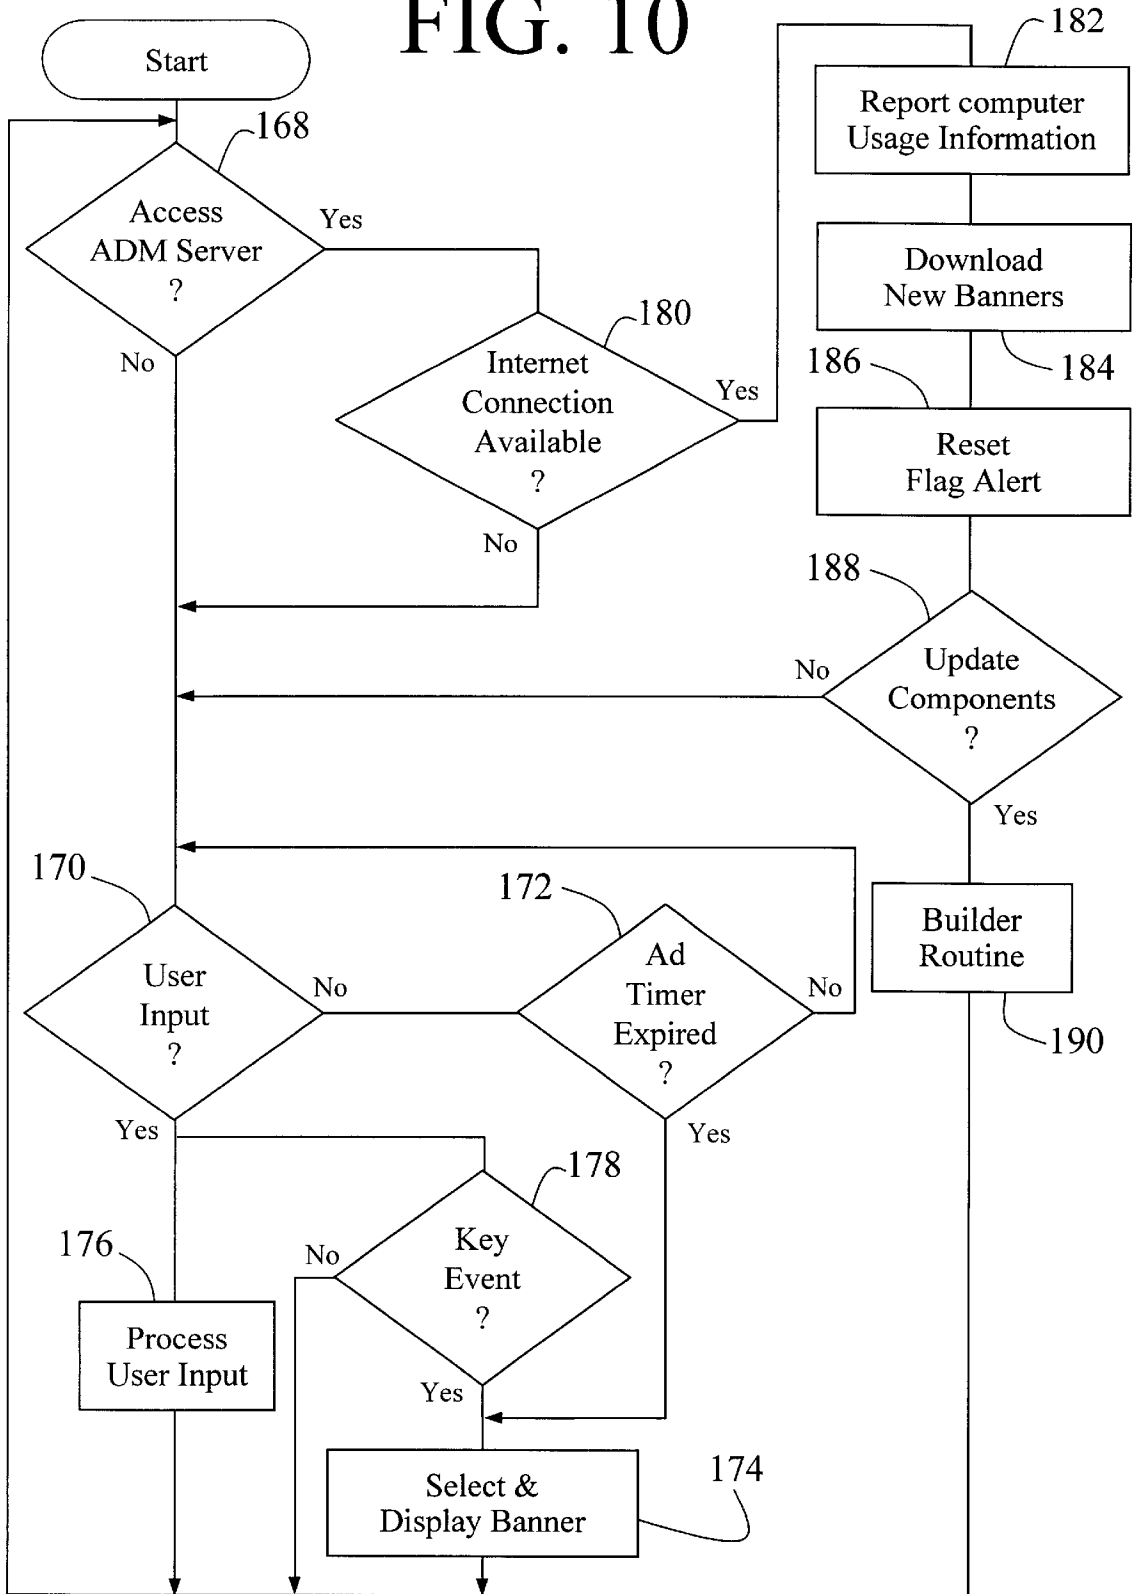 FIG. 10
Start
168
Access
ADM Server
?
Yes
No
180
Internet
Connection
Available
?
Yes
No
182
Report computer
Usage Information
Download
New Banners
184
186
Reset
Flag Alert
188
Update
Components
?
No
Yes
Builder
Routine
190
170
User
Input
?
No
Yes
172
Ad
Timer
Expired
?
No
Yes
178
Key
Event
?
No
Yes
176
Process
User Input
Select &
Display Banner
174